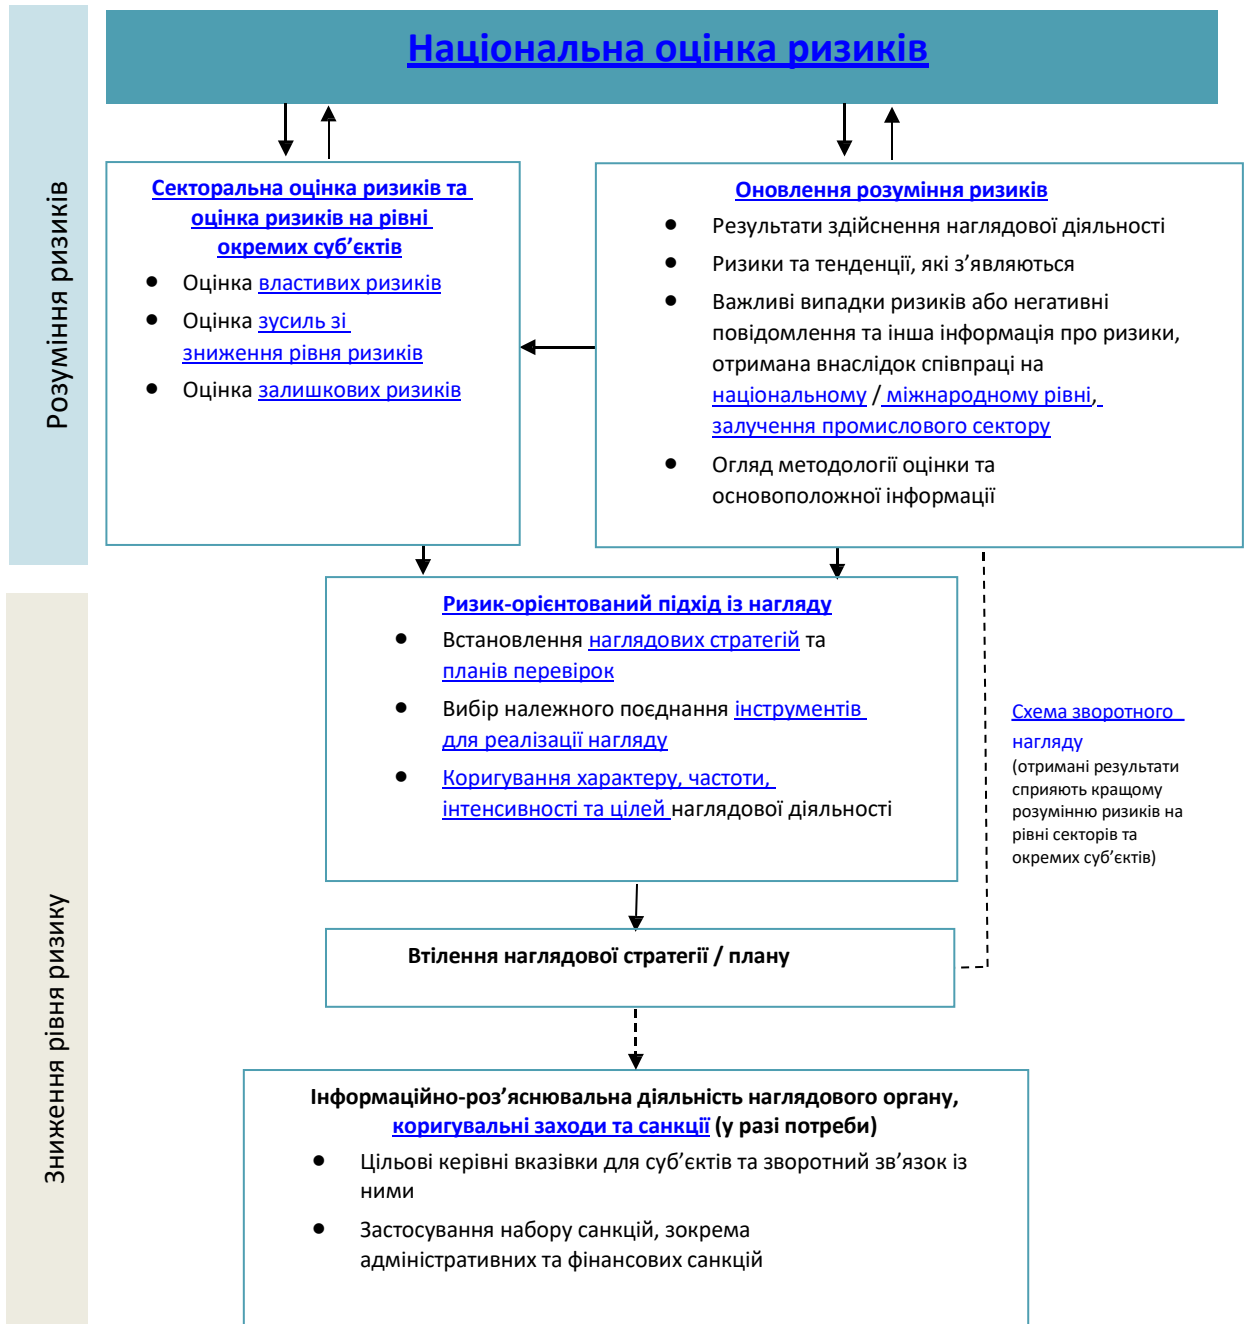 Національна оцінка ризиків
Розуміння ризиків
Секторальна оцінка ризиків та
оцінка ризиків на рівні
окремих суб’єктів
● Оцінка властивих ризиків
● Оцінка зусиль зі
зниження рівня ризиків
● Оцінка залишкових ризиків
Оновлення розуміння ризиків
● Результати здійснення наглядової діяльності
● Ризики та тенденції, які з’являються
● Важливі випадки ризиків або негативні
повідомлення та інша інформація про ризики,
отримана внаслідок співпраці на
національному / міжнародному рівні,
залучення промислового сектору
● Огляд методології оцінки та
основоположної інформації
Зниження рівня ризику
Ризик-орієнтований підхід із нагляду
● Встановлення наглядових стратегій та
планів перевірок
● Вибір належного поєднання інструментів
для реалізації нагляду
● Коригування характеру, частоти,
інтенсивності та цілей наглядової діяльності
Схема зворотного
нагляду
(отримані результати
сприяють кращому
розумінню ризиків на
рівні секторів та
окремих суб’єктів)
Втілення наглядової стратегії / плану
Інформаційно-роз’яснювальна діяльність наглядового органу,
коригувальні заходи та санкції (у разі потреби)
● Цільові керівні вказівки для суб’єктів та зворотний зв’язок із
ними
● Застосування набору санкцій, зокрема
адміністративних та фінансових санкцій